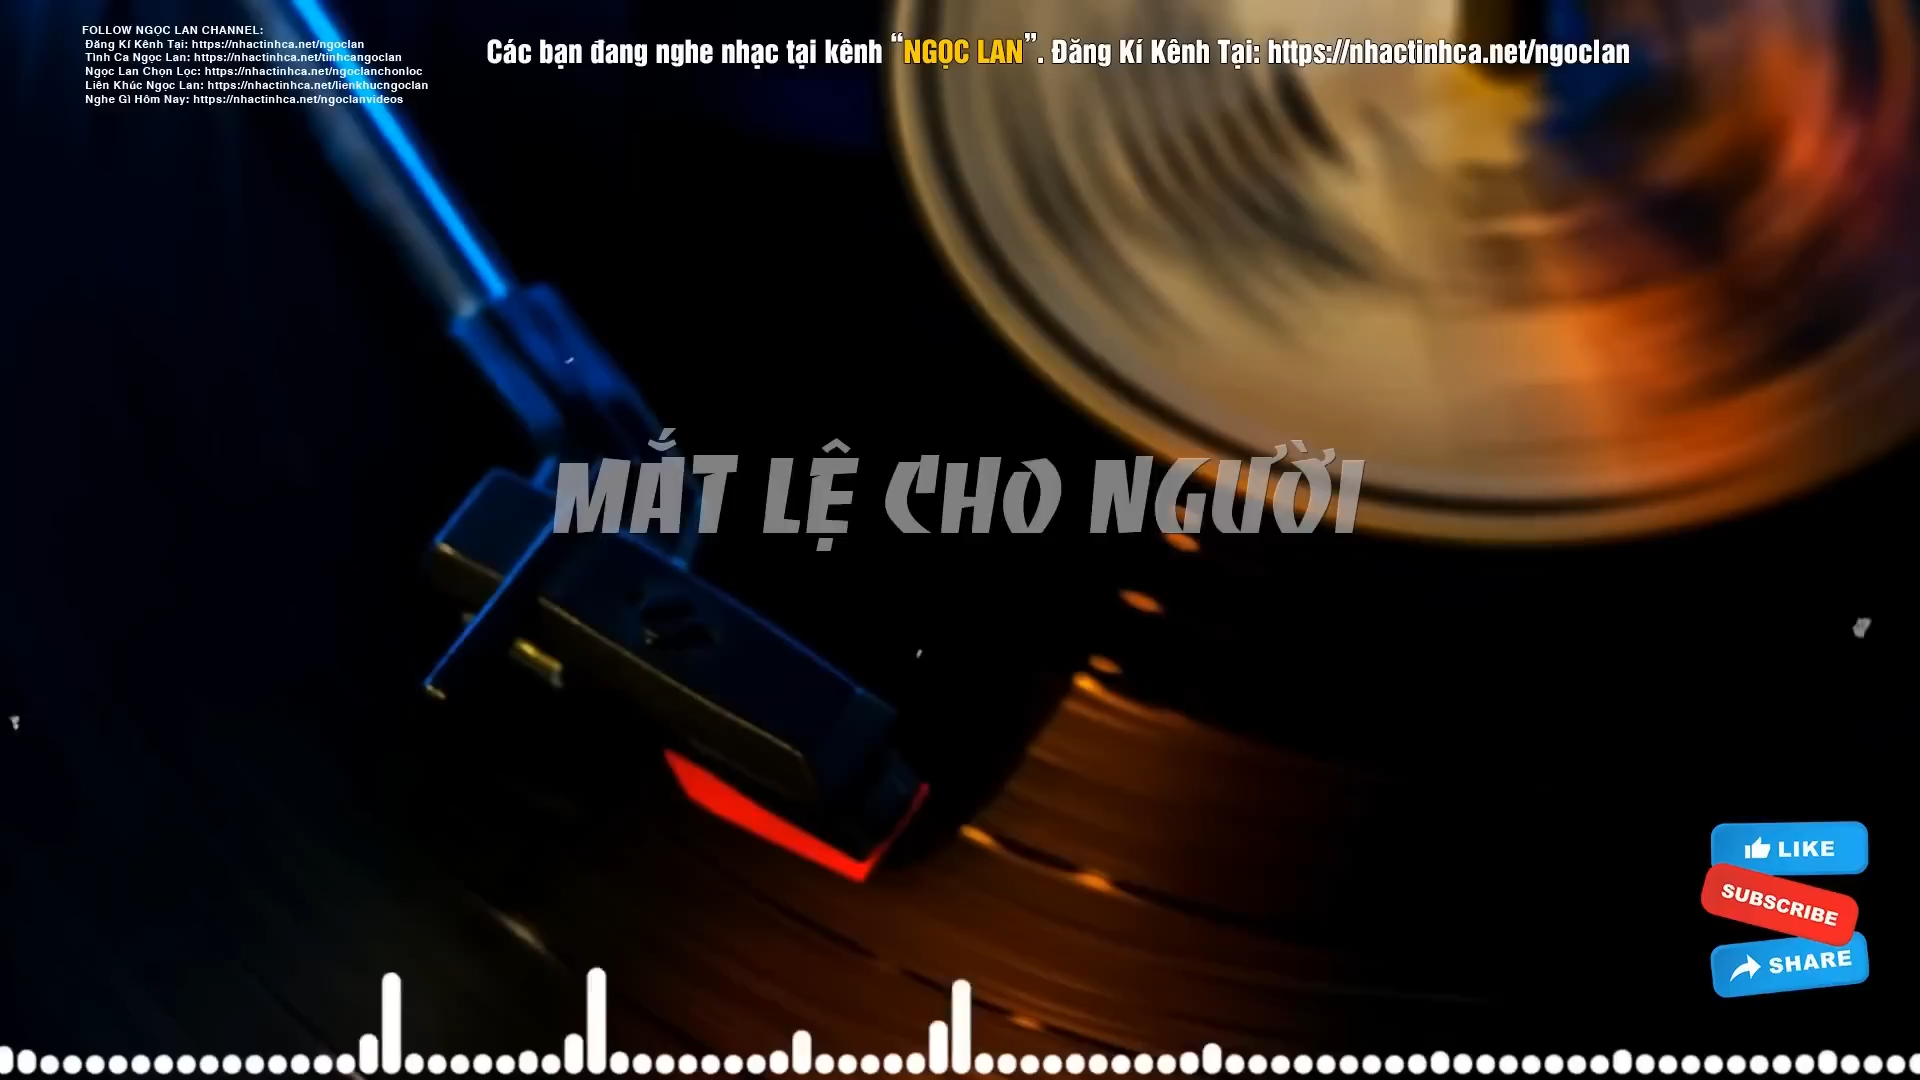 FOLLOW NGỌC LAN CHANNEL:
Đăng Kí Kênh Tại: https://nhactinhca.net/ngoclan
Tình Ca Ngọc Lan: https://nhactinhca.net/tinhcangoclan
Ngọc Lan Chọn Lọc: https://nhactinhca.net/ngoclanchonloc
Liên Khúc Ngọc Lan: https://nhactinhca.net/lienkhucngoclan
Nghe Gì Hôm Nay: https://nhactinhca.net/ngoclanvideos
Các bạn đang nghe nhạc tại kênh “NGỌC LAN”. Đăng Kí Kênh Tại: https://nhactinhca.net/ngoclan
MẮT LỆ CHO NGƯỜI
LIKE
SUBSCRIBE
SHARE